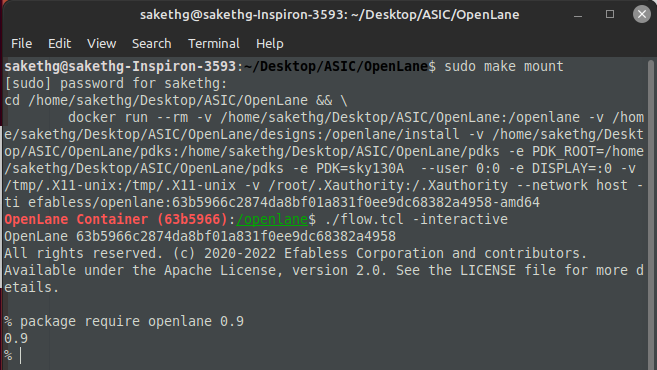 sakethg@sakethg-Inspiron-3593: ~/Desktop/ASIC/OpenLane
File Edit View Search Terminal Help
sakethg@sakethg-Inspiron-3593:~/Desktop/ASIC/OpenLane$ sudo make mount
[sudo] password for sakethg:
cd /home/sakethg/Desktop/ASIC/OpenLane && \
        docker run --rm -v /home/sakethg/Desktop/ASIC/OpenLane:/openlane -v /hom
e/sakethg/Desktop/ASIC/OpenLane/designs:/openlane/install -v /home/sakethg/Deskt
op/ASIC/OpenLane/pdks:/home/sakethg/Desktop/ASIC/OpenLane/pdks -e PDK_ROOT=/home
/sakethg/Desktop/ASIC/OpenLane/pdks -e PDK=sky130A  --user 0:0 -e DISPLAY=:0 -v
/tmp/.X11-unix:/tmp/.X11-unix -v /root/.Xauthority:/.Xauthority --network host -
ti efabless/openlane:63b5966c2874da8bf01a831f0ee9dc68382a4958-amd64
OpenLane Container (63b5966):/openlane$ ./flow.tcl -interactive
OpenLane 63b5966c2874da8bf01a831f0ee9dc68382a4958
All rights reserved. (c) 2020-2022 Efabless Corporation and contributors.
Available under the Apache License, version 2.0. See the LICENSE file for more d
etails.
% package require openlane 0.9
0.9
%